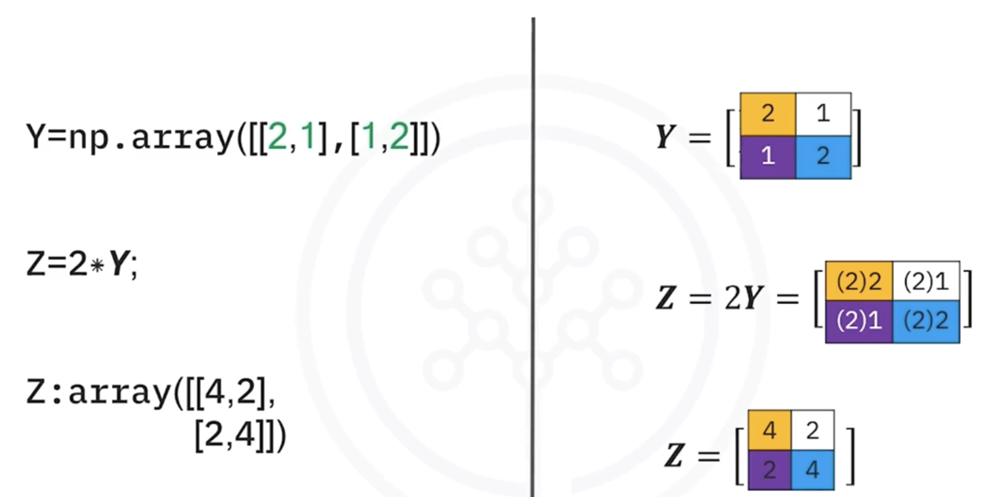 Y=np.array([[2,1],[1,2]])
Z=2*Y;
Z:array([[4,2],
[2,4]])
Y = [2 1
1 2]
Z = 2Y = [(2)2 (2)1
(2)1 (2)2]
Z = [4 2
2 4]